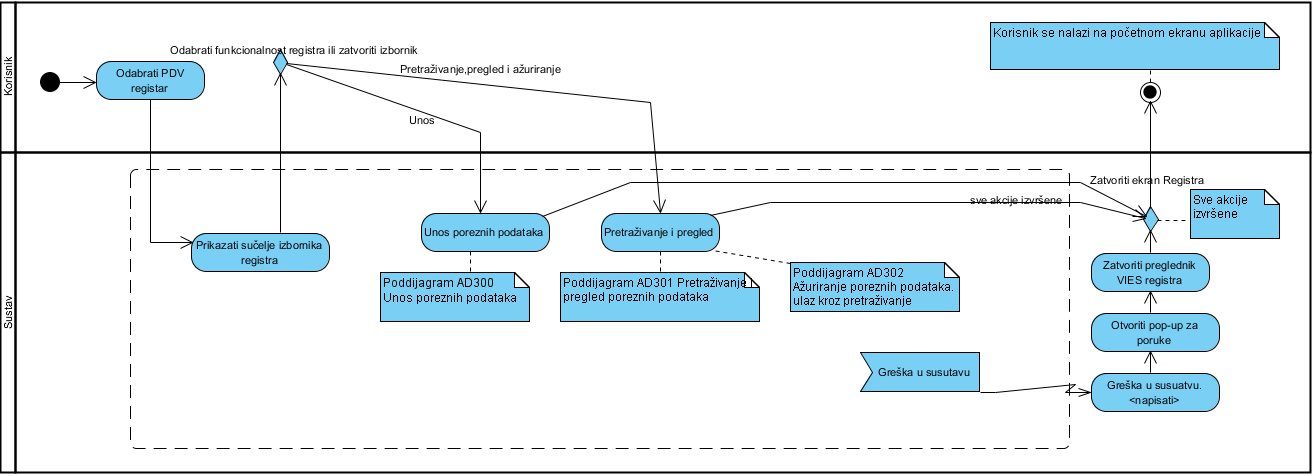 Korisnik
Odabrati PDV
registar
Odabrati funkcionalnost registra ili zatvoriti izbornik
Pretraživanje,pregled i ažuriranje
Unos
Korisnik se nalazi na početnom ekranu aplikacije
Sustav
Prikazati sučelje izbornika
registra
Unos poreznih podataka
Pretraživanje i pregled
Zatvoriti ekran Registra
sve akcije izvršene
Sve akcije
izvršene
Poddijagram AD300
Unos poreznih podataka
Poddijagram AD301 Pretraživanje i
pregled poreznih podataka
Poddijagram AD302
Ažuriranje poreznih podataka.
ulaz kroz pretraživanje
Zatvoriti preglednik
VIES registra
Otvoriti pop-up za
poruke
Greška u susutavu
Greška u susuatvu.
<napisati>